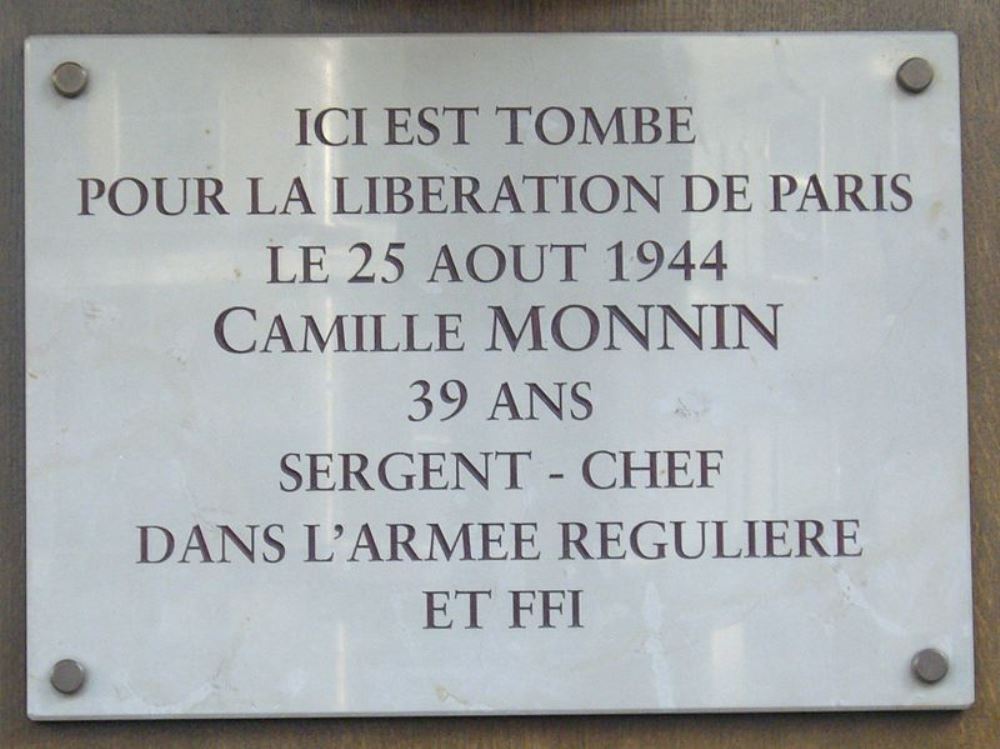 ICI EST TOMBE
POUR LA LIBERATION DE PARIS
LE 25 AOUT 1944
CAMILLE MONNIN
39 ANS
SERGENT - CHEF
DANS L'ARMEE REGULIERE
ET FFI